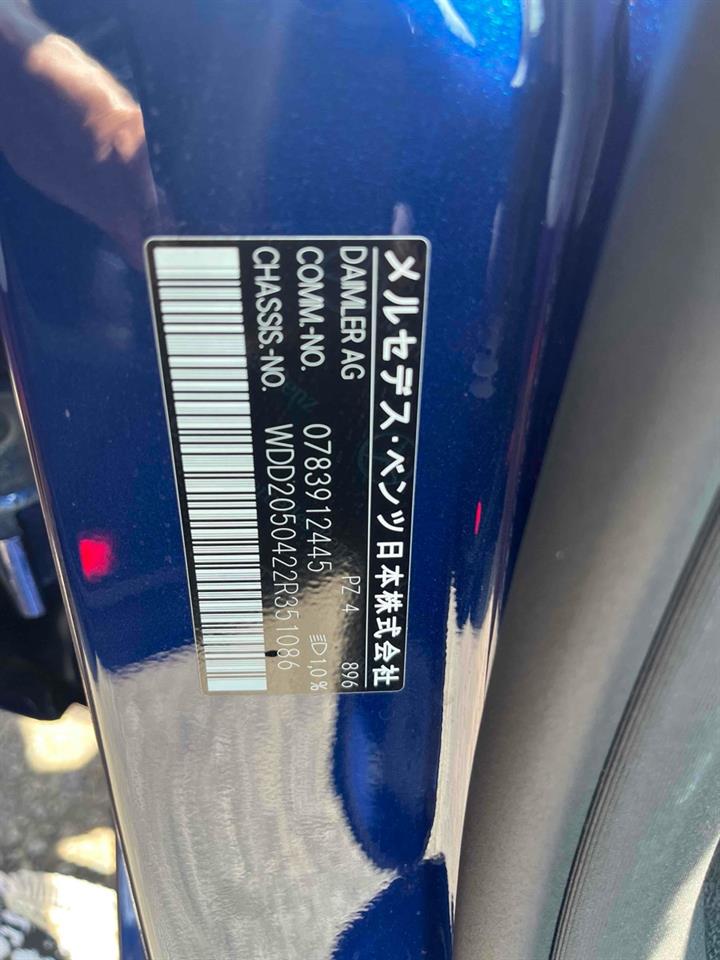 メルセデス・ベンツ日本株式会社
DAIMLER AG PZ 4 896
COMM.-NO. 0783912445 1,0%
CHASSIS.-NO. WDD2050422R351086